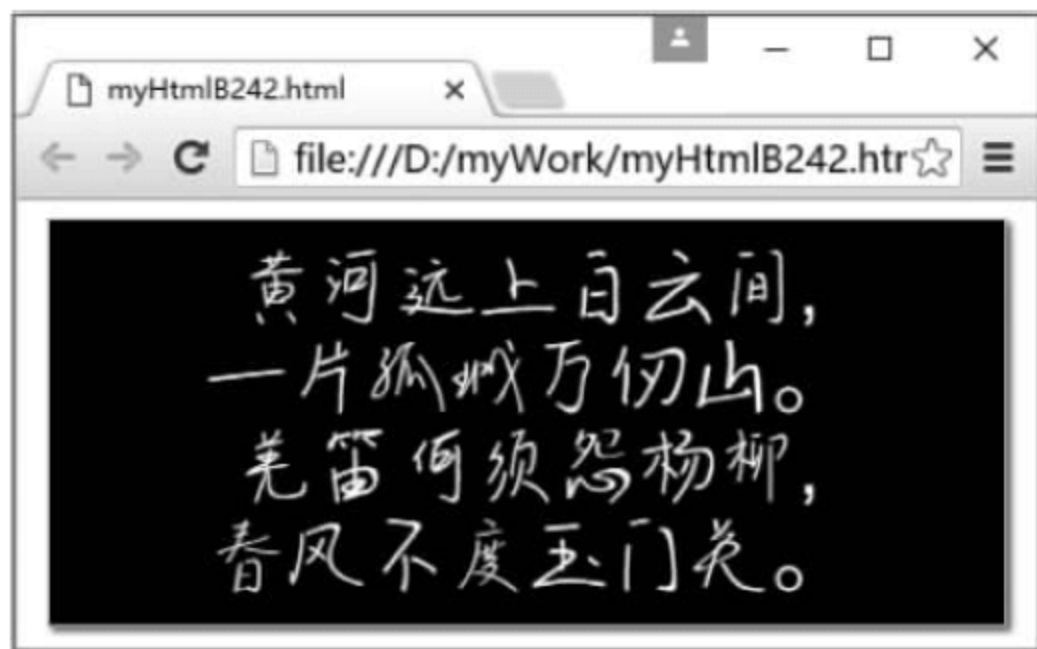 myHtmlB242.html
file:///D:/myWork/myHtmlB242.htr
黄河远上白云间,
一片孤城万仞山。
羌笛何须怨杨柳,
春风不度玉门关。